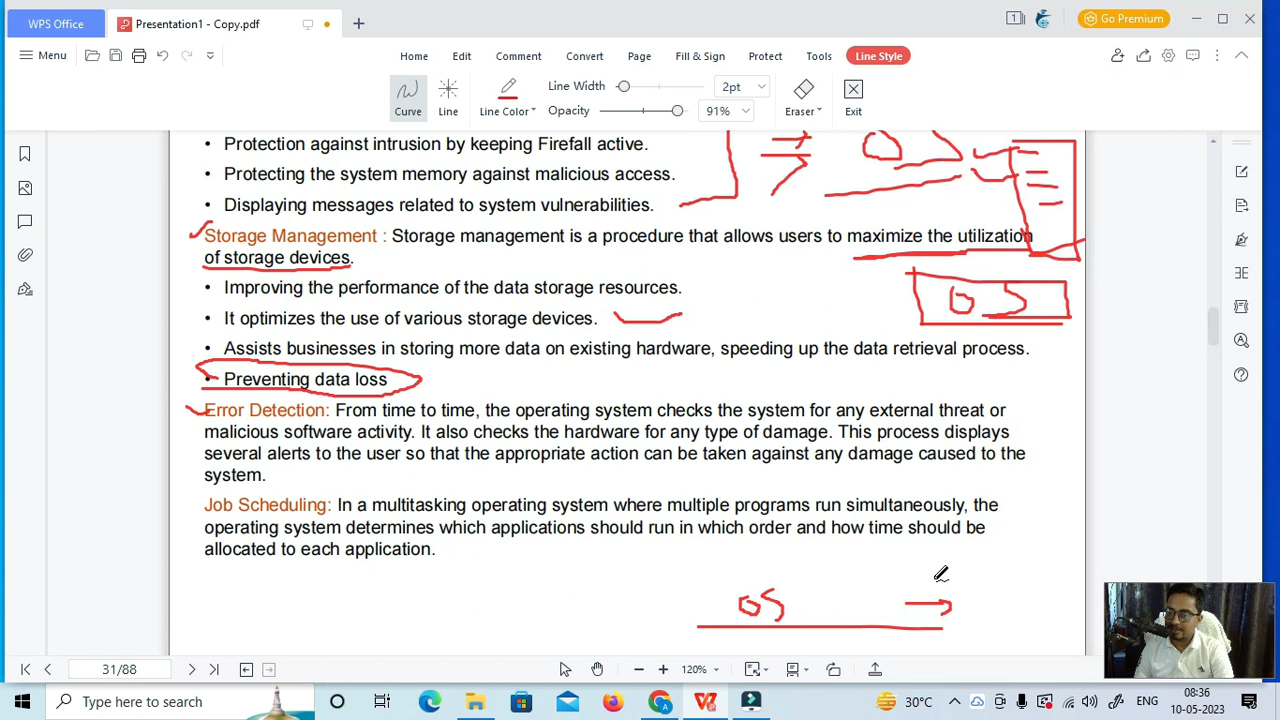 WPS Office
Presentation1 - Copy.pdf
1
Go Premium
Menu
Home Edit Comment Convert Page Fill & Sign Protect Tools Line Style
Curve
Line
Line Color
Line Width
2pt
Opacity
91%
Eraser
Exit
• Protection against intrusion by keeping Firefall active.
• Protecting the system memory against malicious access.
• Displaying messages related to system vulnerabilities.
OS
Storage Management : Storage management is a procedure that allows users to maximize the utilization
of storage devices.
• Improving the performance of the data storage resources.
OS
• It optimizes the use of various storage devices.
• Assists businesses in storing more data on existing hardware, speeding up the data retrieval process.
• Preventing data loss
Error Detection: From time to time, the operating system checks the system for any external threat or
malicious software activity. It also checks the hardware for any type of damage. This process displays
several alerts to the user so that the appropriate action can be taken against any damage caused to the
system.
Job Scheduling: In a multitasking operating system where multiple programs run simultaneously, the
operating system determines which applications should run in which order and how time should be
allocated to each application.
OS
31/88
120%
Type here to search
30°C
ENG
08:36
10-05-2023